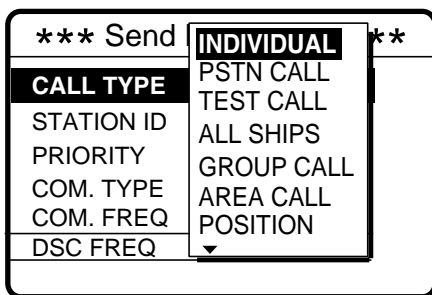 *** Send **
CALL TYPE
STATION ID
PRIORITY
COM. TYPE
COM. FREQ
DSC FREQ
INDIVIDUAL
PSTN CALL
TEST CALL
ALL SHIPS
GROUP CALL
AREA CALL
POSITION